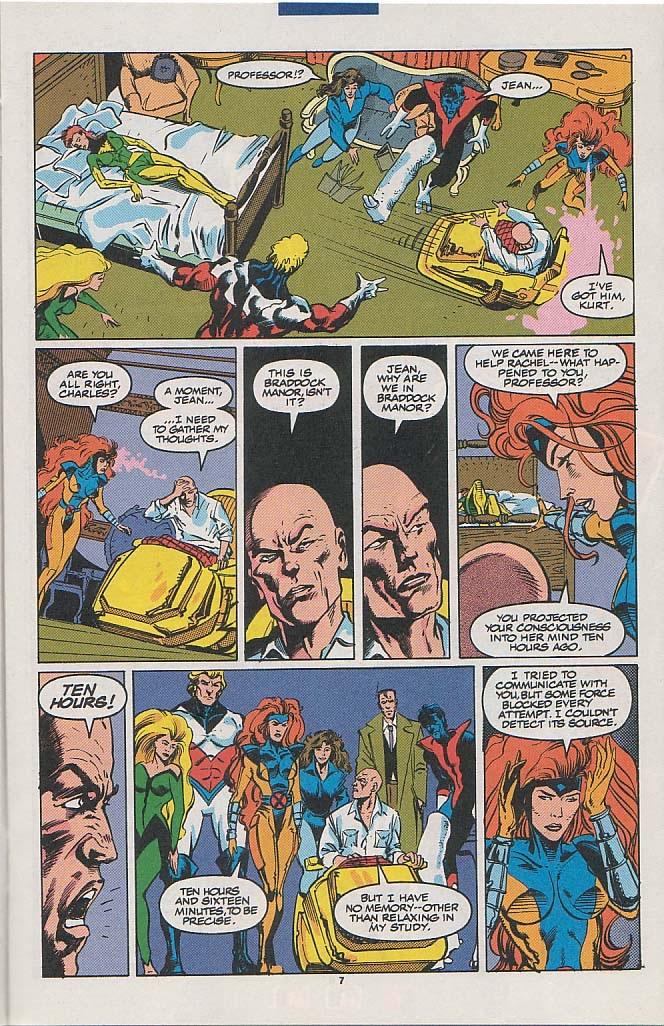 PROFESSOR!?
JEAN...
I'VE
GOT HIM,
KURT.
ARE YOU
ALL RIGHT,
CHARLES?
A MOMENT,
JEAN...
...I NEED
TO GATHER MY
THOUGHTS.
THIS IS
BRADDOCK
MANOR, ISN'T
IT?
JEAN,
WHY ARE
WE IN
BRADDOCK
MANOR?
WE CAME HERE TO
HELP RACHEL--WHAT HAP-
PENED TO YOU,
PROFESSOR?
YOU PROJECTED
YOUR CONSCIOUSNESS
INTO HER MIND TEN
HOURS AGO.
TEN
HOURS!
TEN HOURS
AND SIXTEEN
MINUTES, TO BE
PRECISE.
BUT I HAVE
NO MEMORY--OTHER
THAN RELAXING IN
MY STUDY.
I TRIED TO
COMMUNICATE WITH
YOU, BUT SOME FORCE
BLOCKED EVERY
ATTEMPT. I COULDN'T
DETECT ITS SOURCE.
7